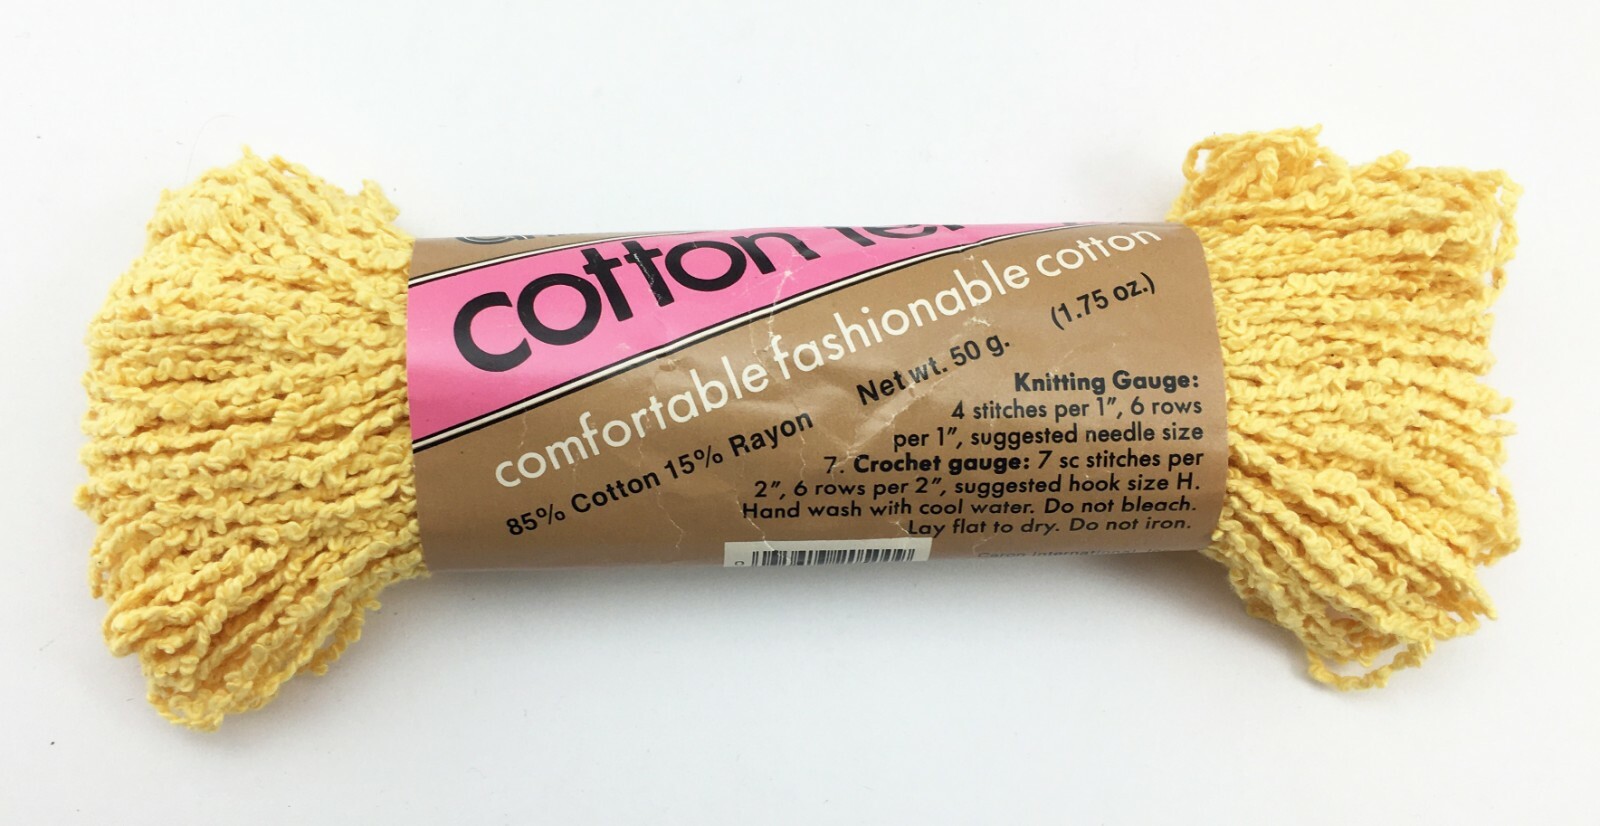 cotton
comfortable fashionable cotton
85% Cotton 15% Rayon Net wt. 50 g. (1.75 oz.)
Knitting Gauge:
4 stitches per 1”, 6 rows
per 1”, suggested needle size
7. Crochet gauge: 7 sc stitches per
2”, 6 rows per 2”, suggested hook size H.
Hand wash with cool water. Do not bleach.
Lay flat to dry. Do not iron.
0
Caron International